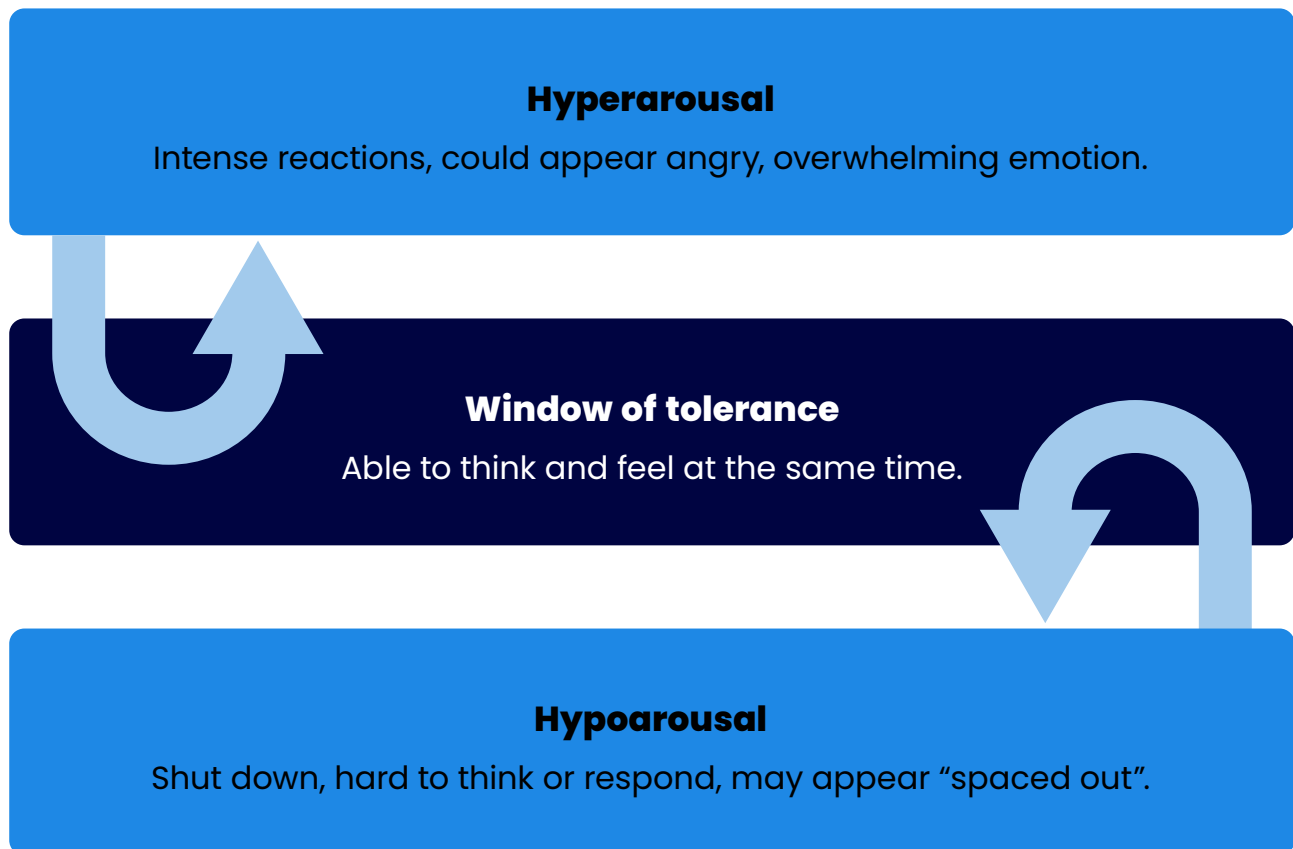 Hyperarousal
Intense reactions, could appear angry, overwhelming emotion.
Window of tolerance
Able to think and feel at the same time.
Hypoarousal
Shut down, hard to think or respond, may appear “spaced out”.